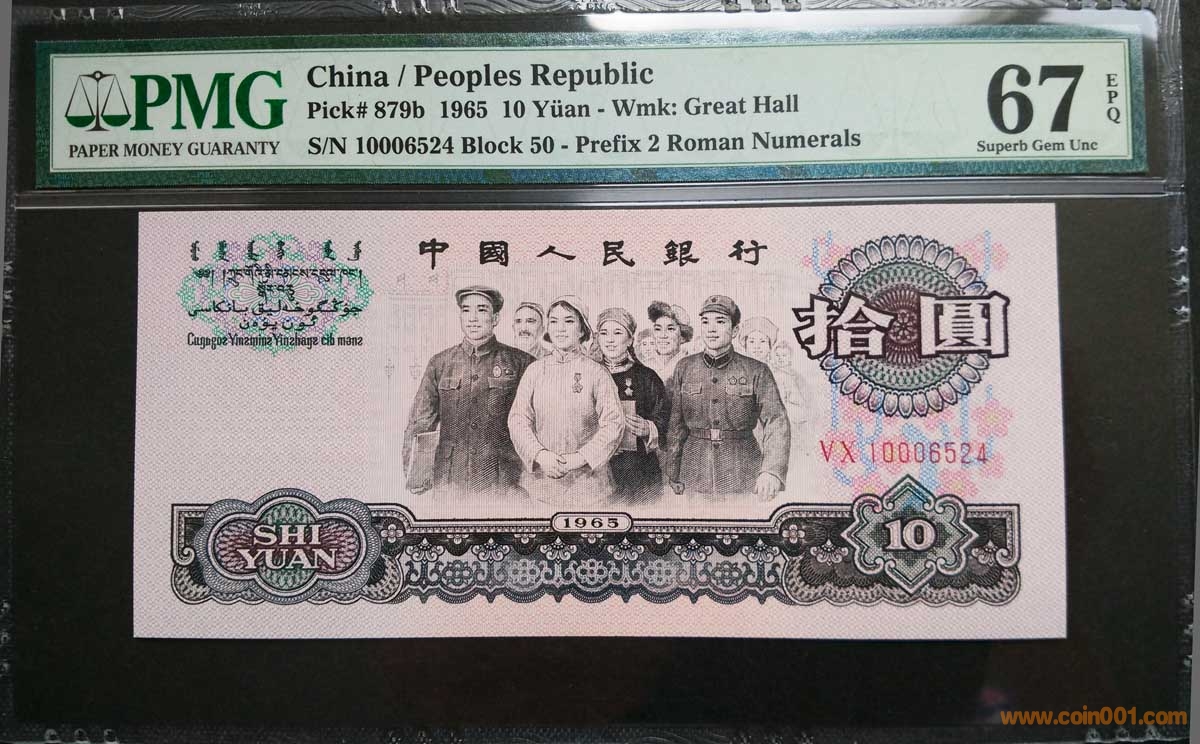 PMG
PAPER MONEY GUARANTY
China / Peoples Republic
Pick# 879b 1965 10 Yüan - Wmk: Great Hall
S/N 10006524 Block 50 - Prefix 2 Roman Numerals
67
EPQ
Superb Gem Unc
中國人民銀行
拾圓
VX 10006524
1965
SHI
YUAN
10
www.coin001.com